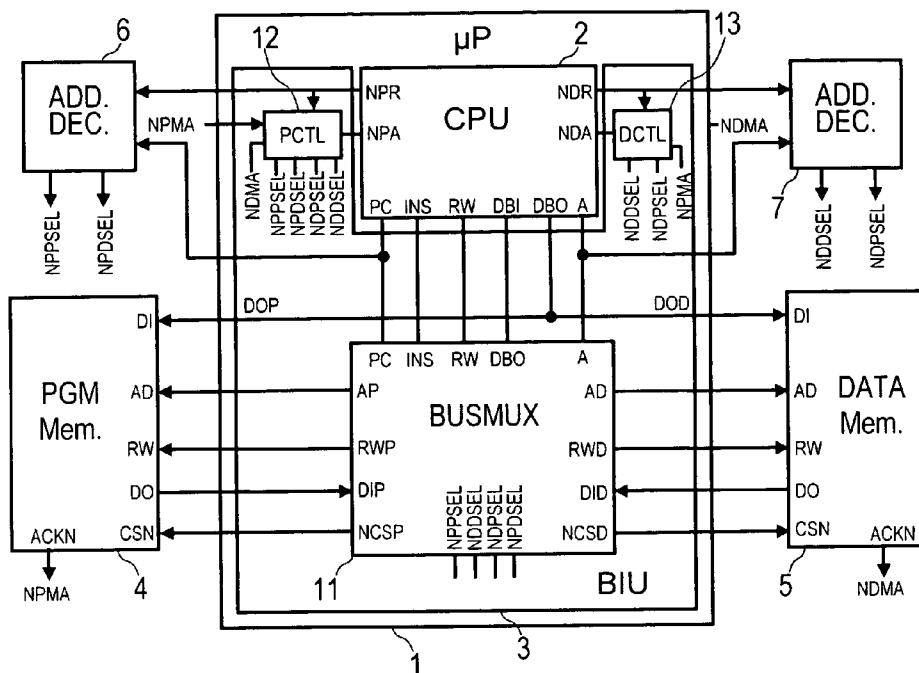 6
12
µP
2
13
ADD.
DEC.
NPMA
PCTL
NPR
CPU
NDR
NPA
NDA
DCTL
NDMA
ADD.
DEC.
7
NPPSEL
NPDSEL
NDMA
NPPSEL
NPDSEL
NDPSEL
NDDSEL
PC
INS
RW
DBI
DBO
A
NDDSEL
NDPSEL
NPMA
NDDSEL
NDPSEL
DI
DOP
DOD
DI
PGM
Mem.
AD
RW
DO
CSN
ACKN
4
NPMA
PC
INS
RW
DBO
A
AP
BUSMUX
AD
RWP
RWD
DIP
DID
NCSP
NPPSEL
NDDSEL
NDPSEL
NPDSEL
NCSD
11
BIU
DATA
Mem.
AD
RW
DO
CSN
ACKN
5
NDMA
3
1